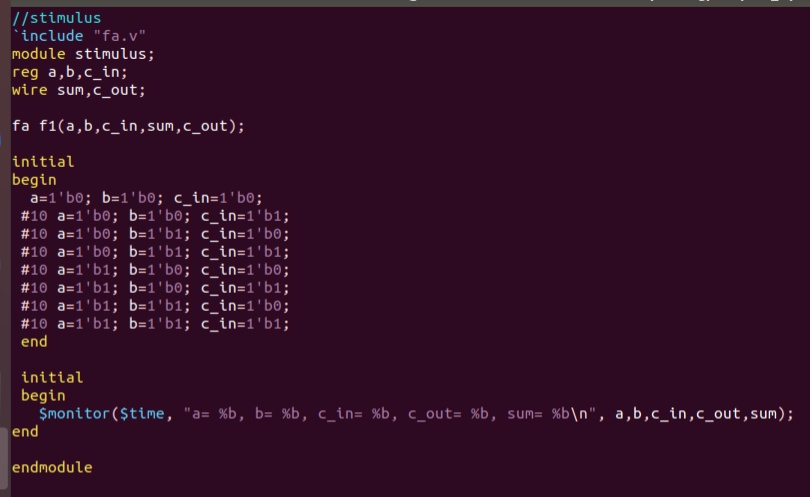 //stimulus
`include "fa.v"
module stimulus;
reg a,b,c_in;
wire sum,c_out;
fa f1(a,b,c_in,sum,c_out);
initial
begin
a=1'b0; b=1'b0; c_in=1'b0;
#10 a=1'b0; b=1'b0; c_in=1'b1;
#10 a=1'b0; b=1'b1; c_in=1'b0;
#10 a=1'b0; b=1'b1; c_in=1'b1;
#10 a=1'b1; b=1'b0; c_in=1'b0;
#10 a=1'b1; b=1'b0; c_in=1'b1;
#10 a=1'b1; b=1'b1; c_in=1'b0;
#10 a=1'b1; b=1'b1; c_in=1'b1;
end
initial
begin
$monitor($time, "a= %b, b= %b, c_in= %b, c_out= %b, sum= %b\n", a,b,c_in,c_out,sum);
end
endmodule